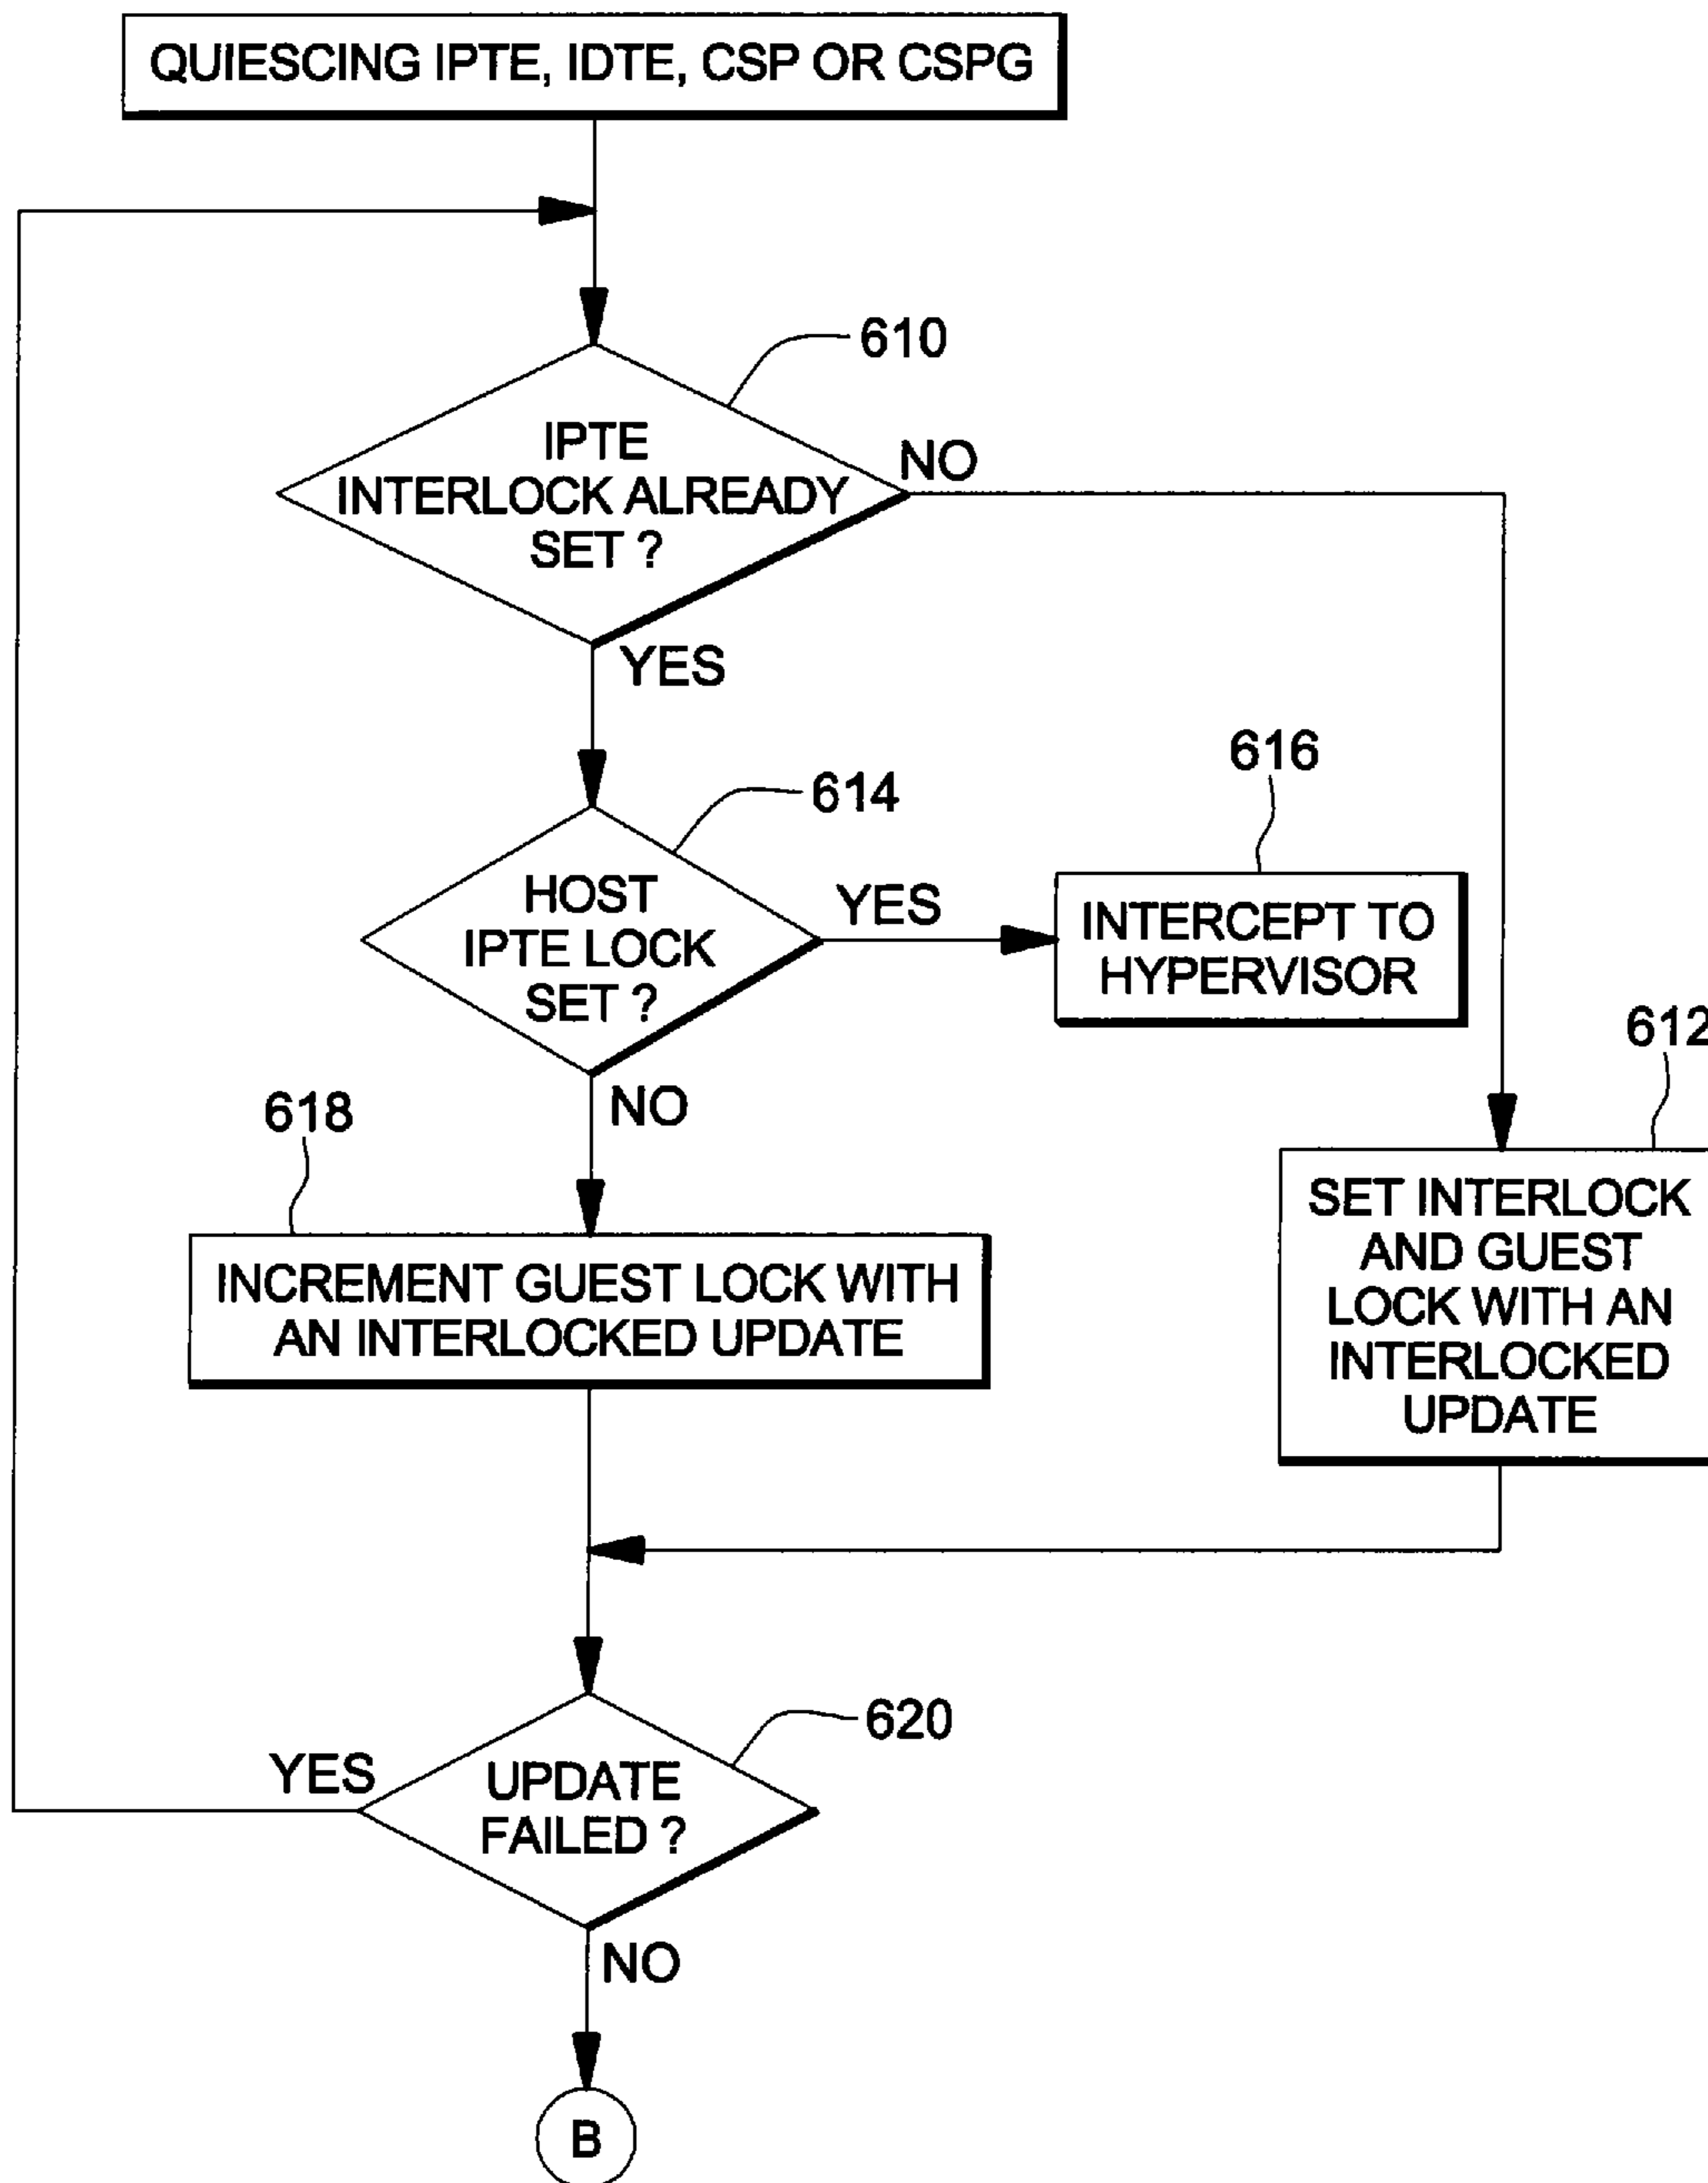 QUIESCING IPTE, IDTE, CSP OR CSPG
610
IPTE
INTERLOCK ALREADY
SET ?
NO
YES
614
HOST
IPTE LOCK
SET ?
YES
616
INTERCEPT TO
HYPERVISOR
NO
612
SET INTERLOCK
AND GUEST
LOCK WITH AN
INTERLOCKED
UPDATE
618
INCREMENT GUEST LOCK WITH
AN INTERLOCKED UPDATE
620
UPDATE
FAILED ?
YES
NO
B